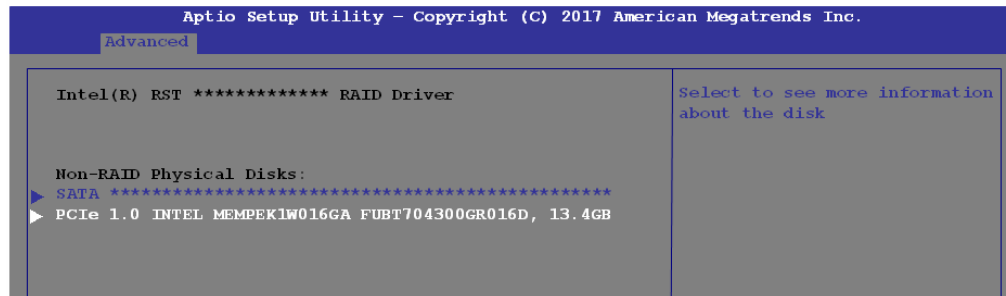 Aptio Setup Utility – Copyright (C) 2017 American Megatrends Inc.
Advanced
Intel(R) RST ************* RAID Driver
Select to see more information
about the disk
Non-RAID Physical Disks:
SATA ************************************************
PCIe 1.0 INTEL MEMPEK1W016GA FUBT704300GR016D, 13.4GB